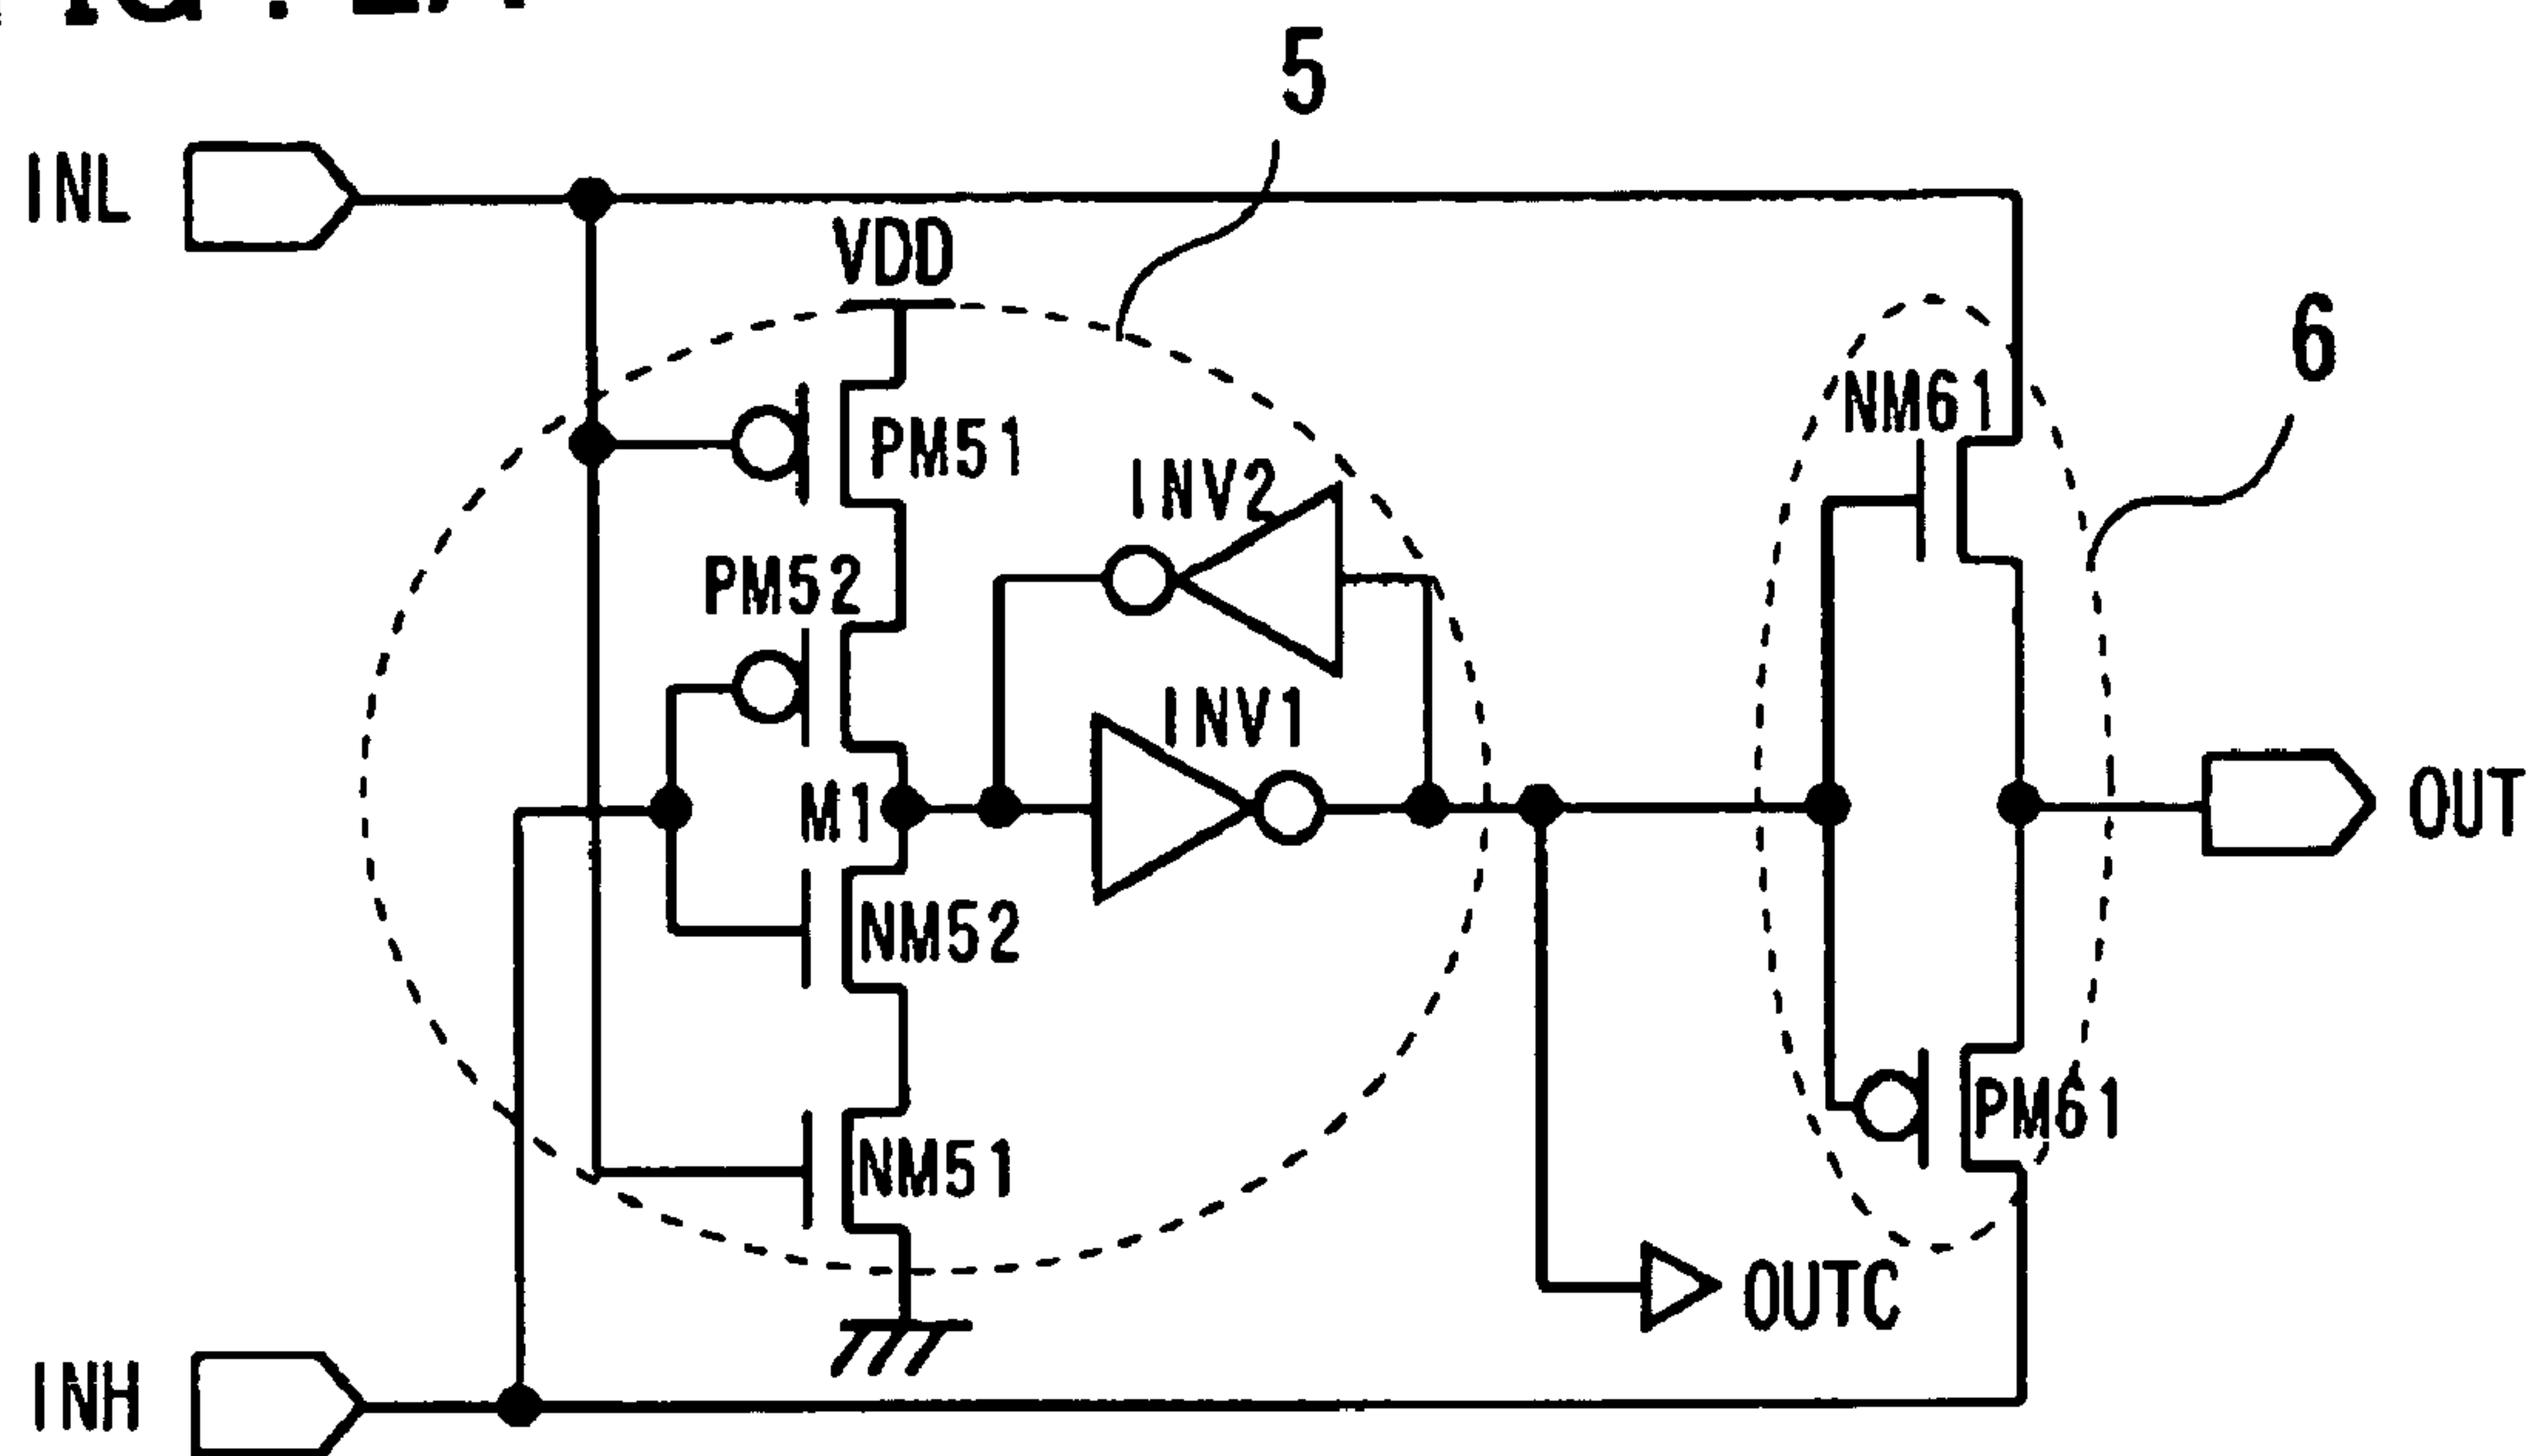 5
INL
VDD
6
NM61
PM51
INV2
PM52
INV1
M1
OUT
NM52
PM61
NM51
OUTC
INH